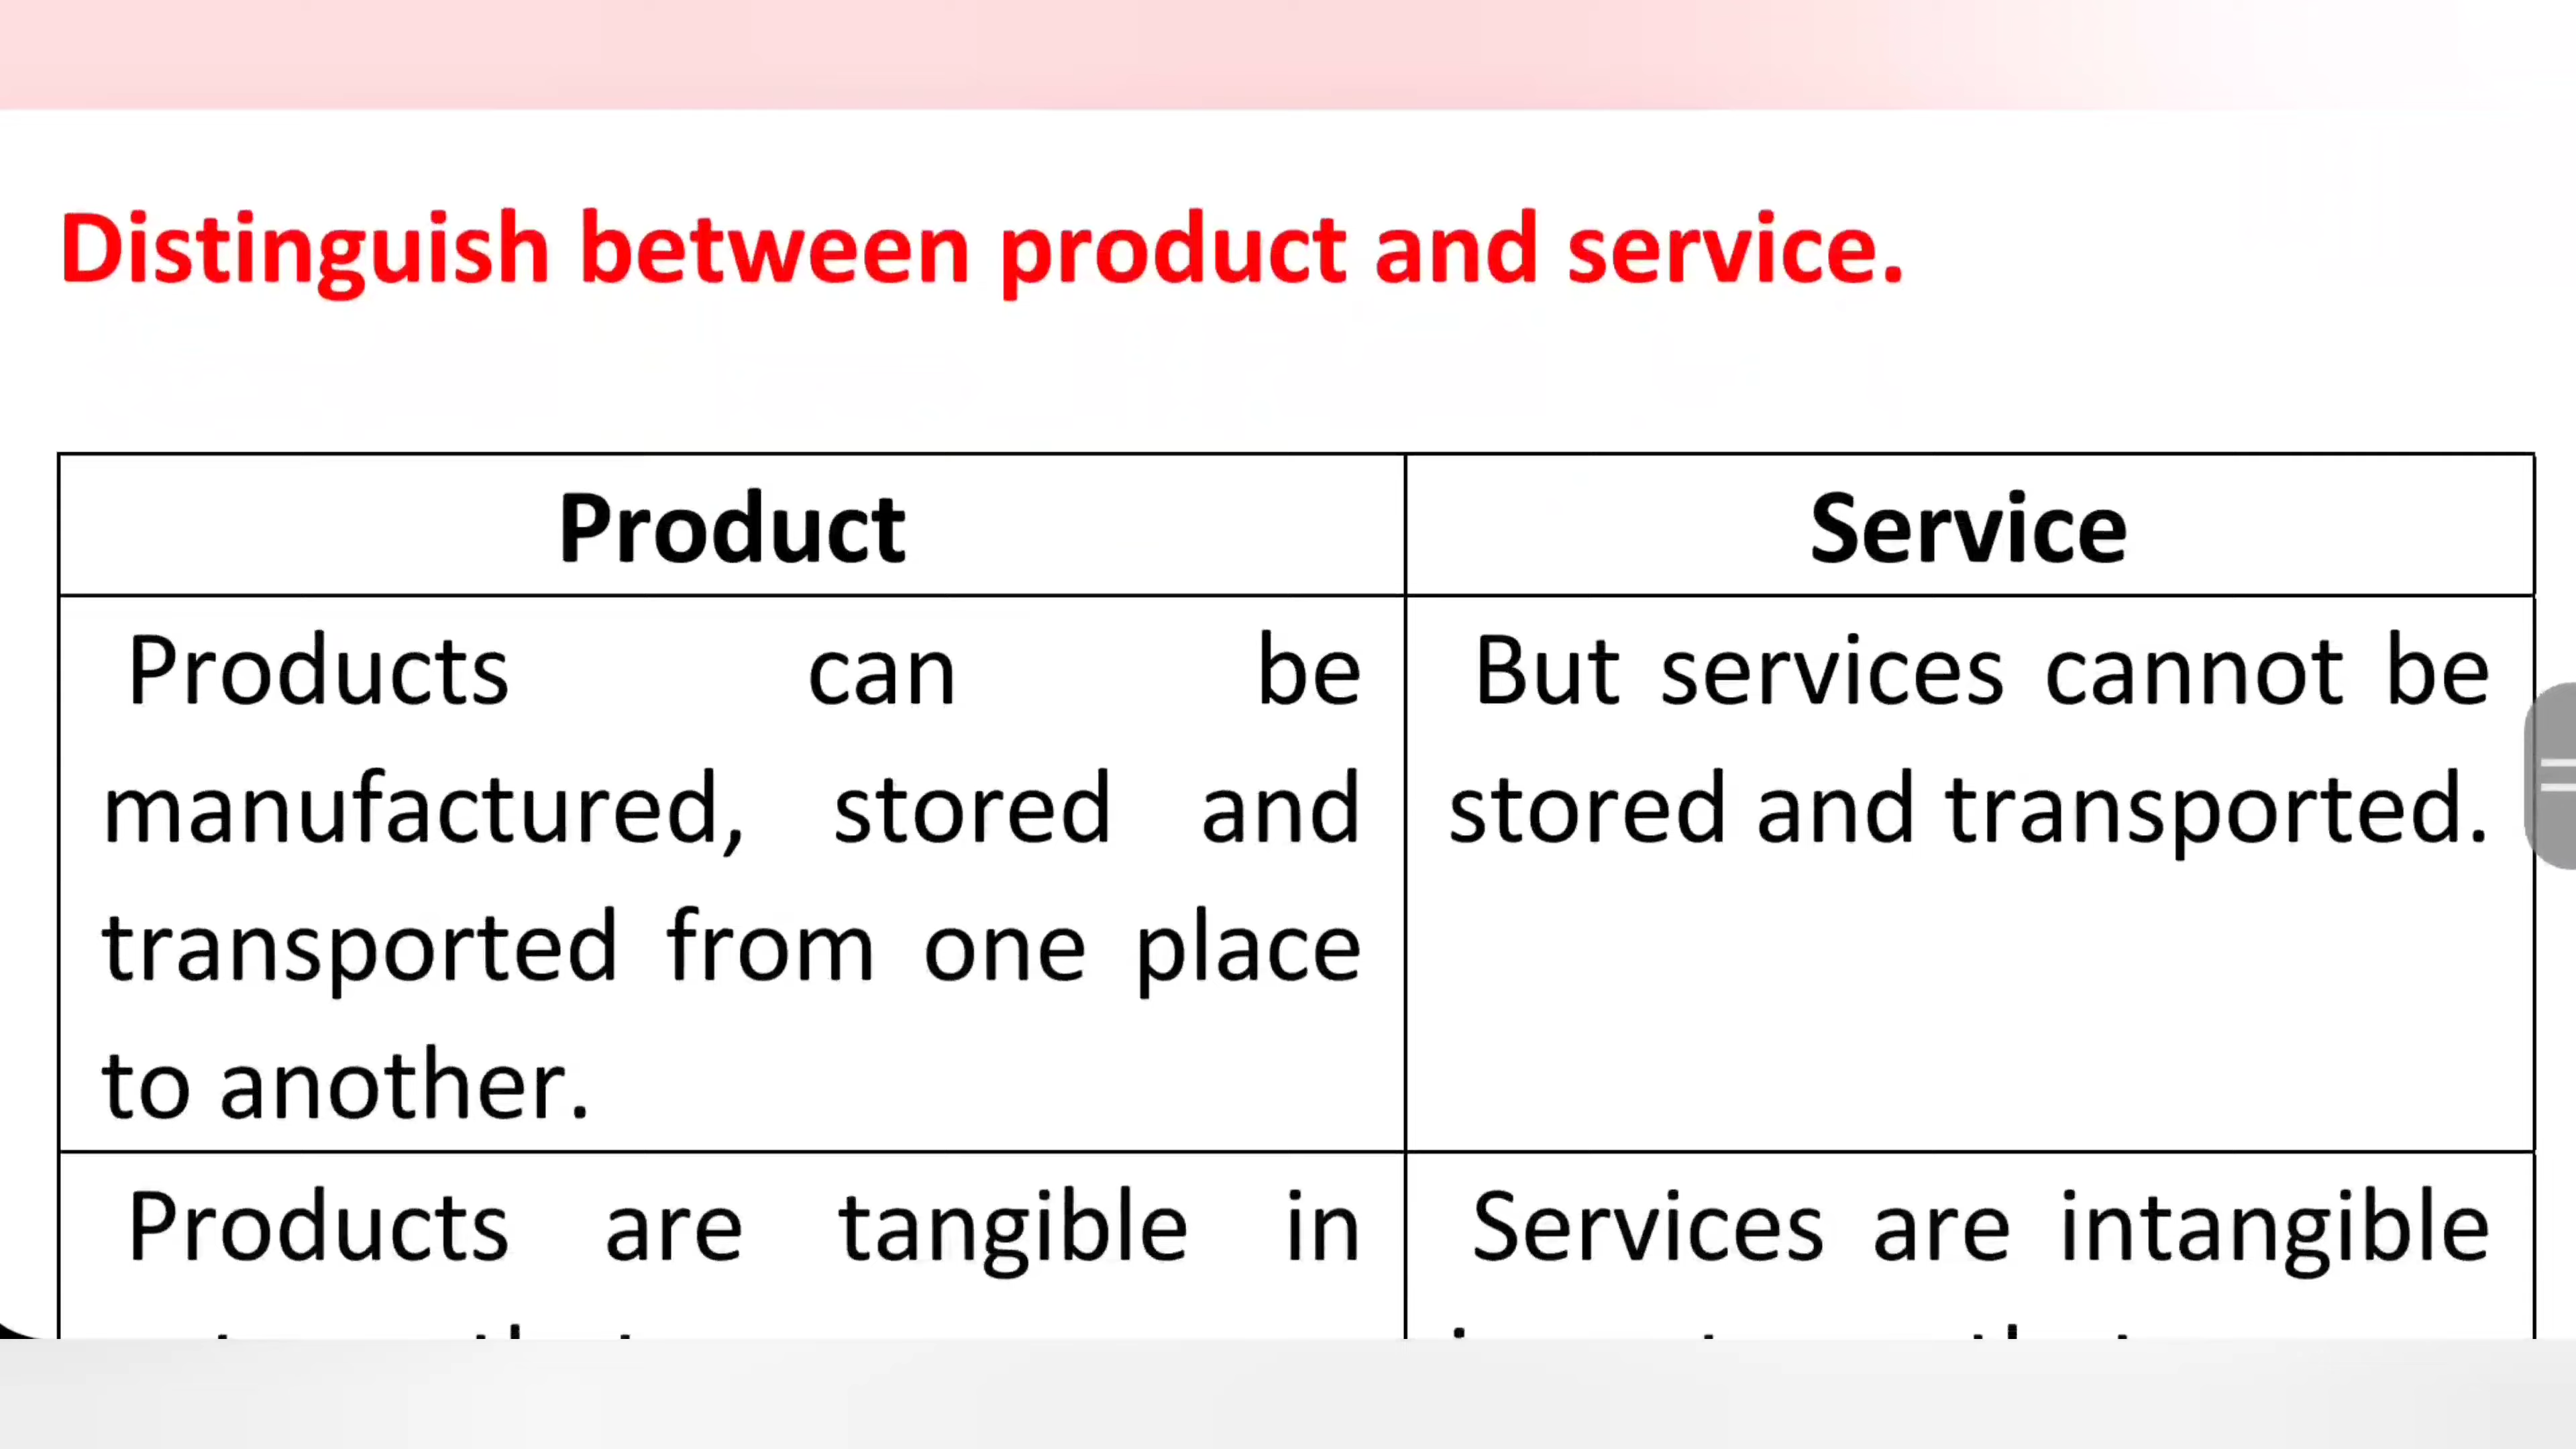 Distinguish between product and service.
Product
Service
Products can be
manufactured, stored and
transported from one place
to another.
But services cannot be
stored and transported.
Products are tangible in
Services are intangible